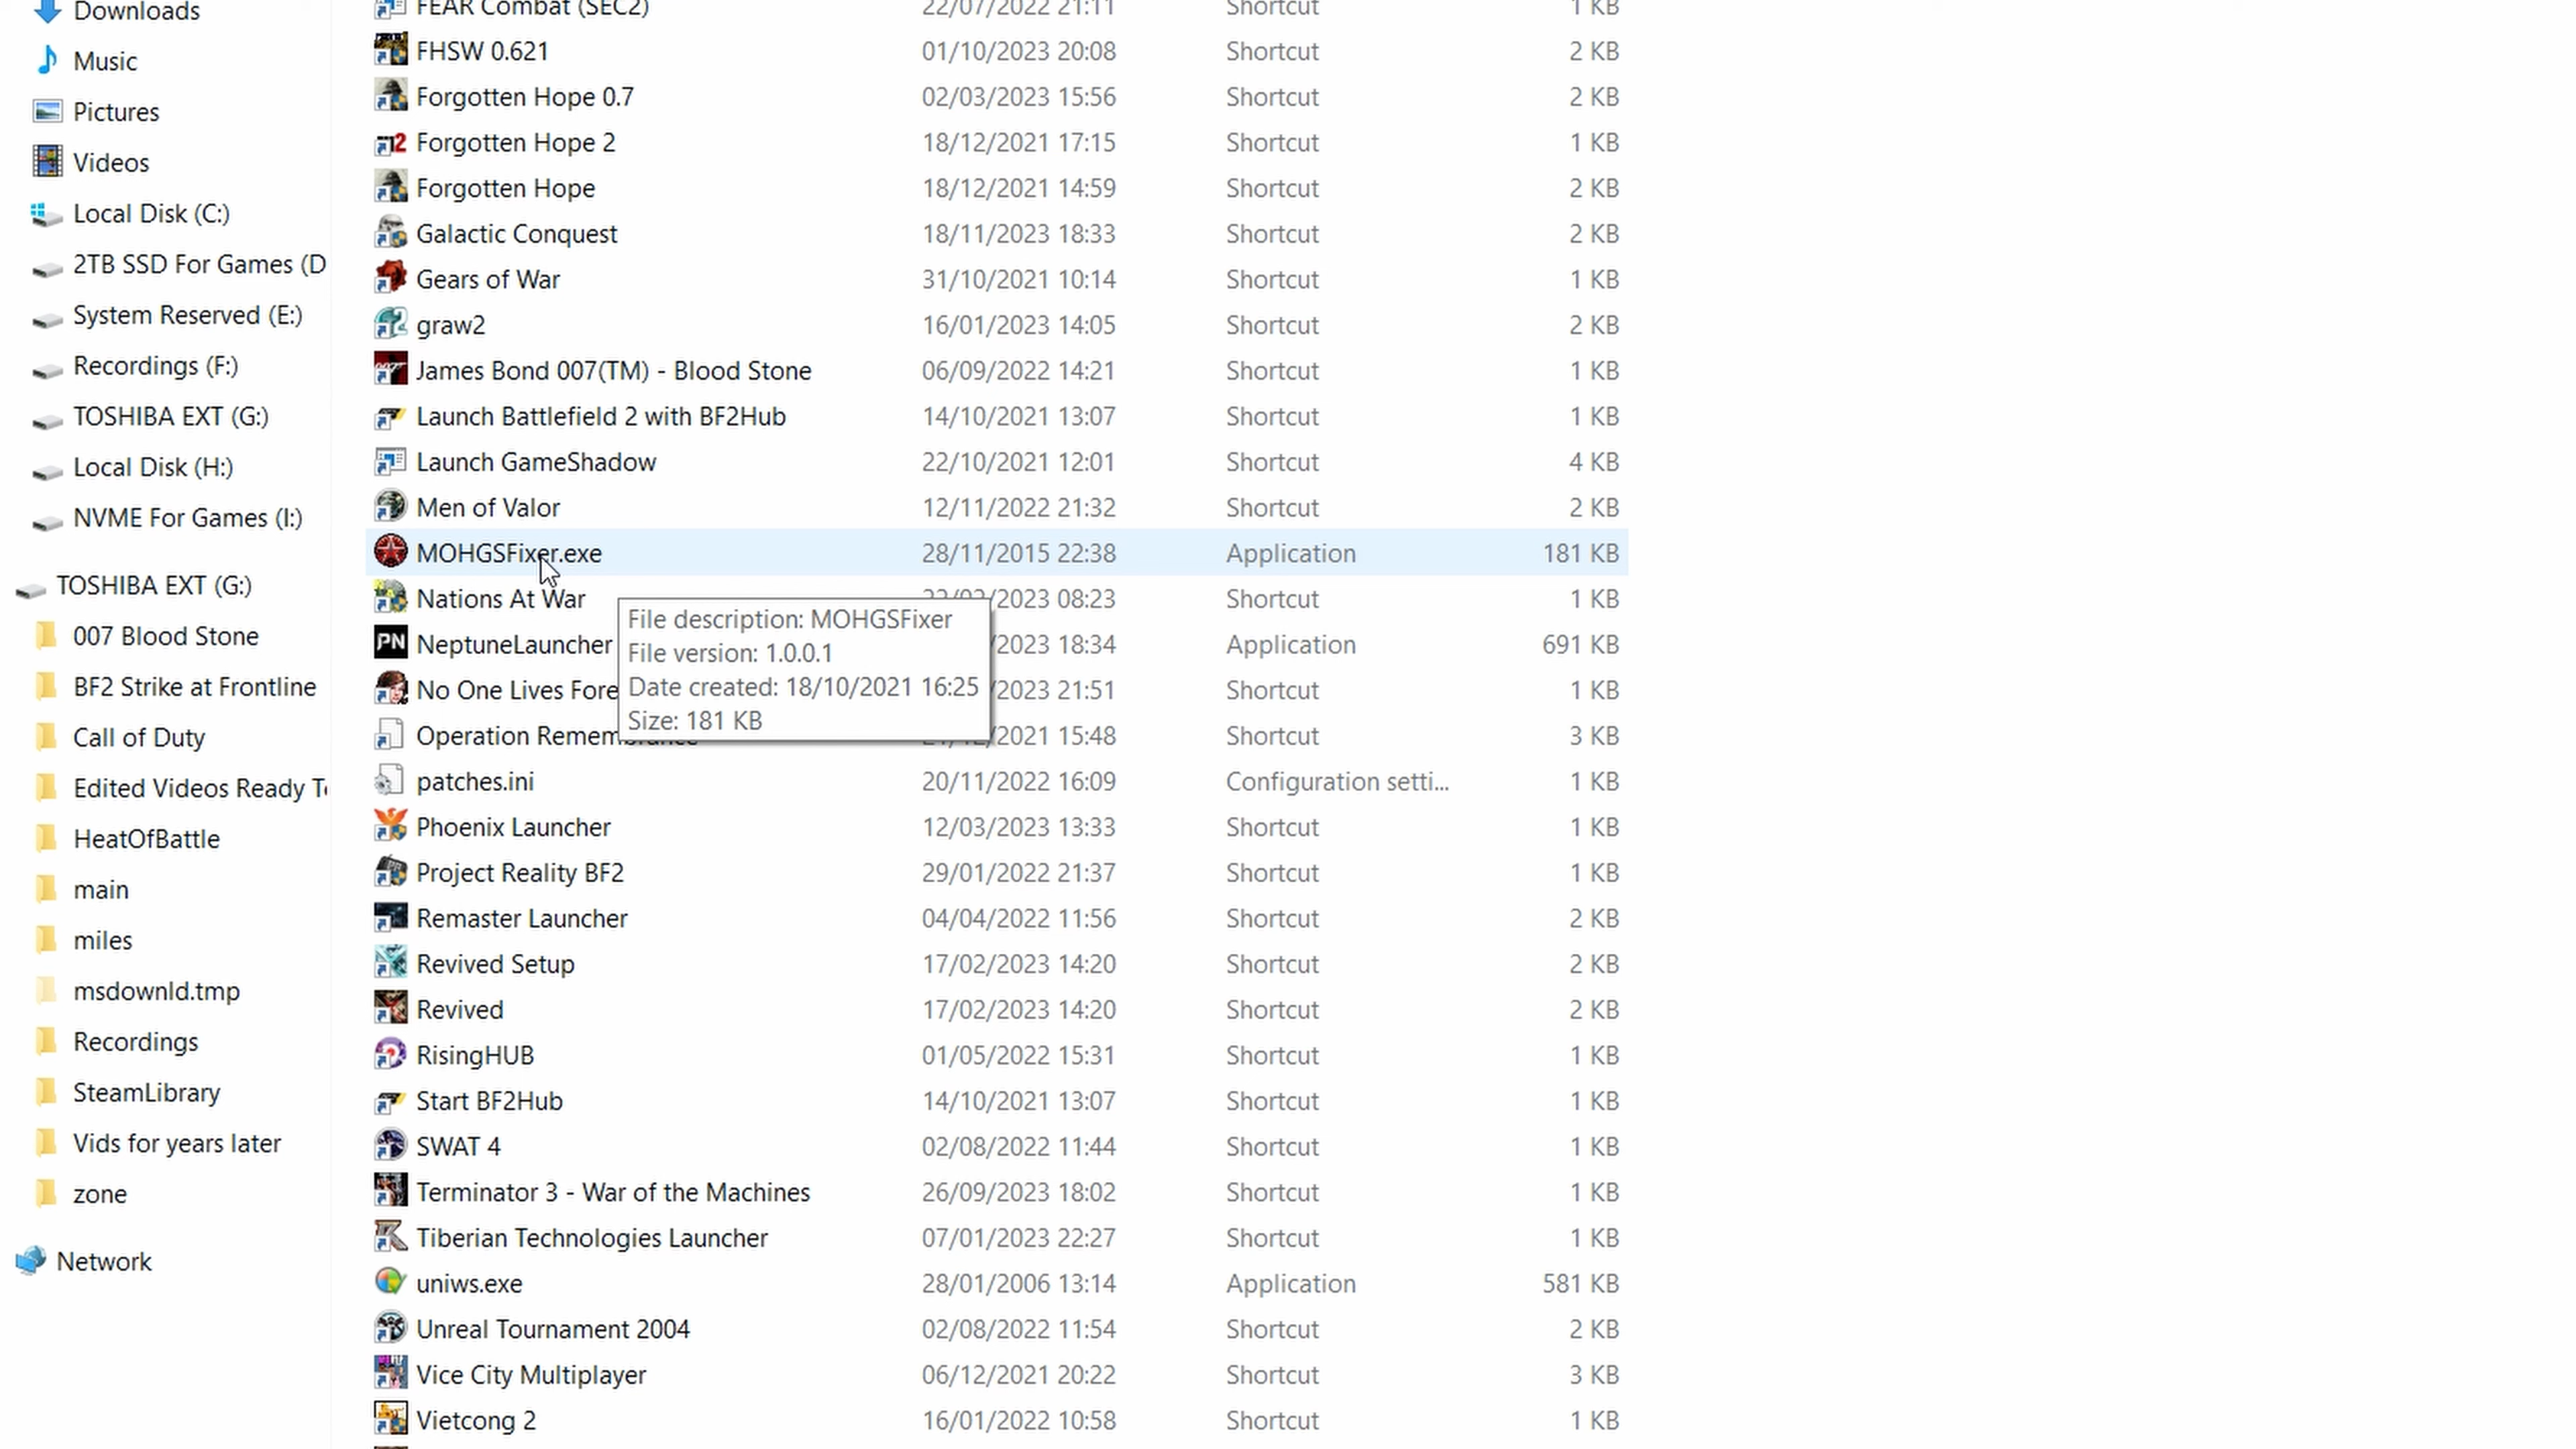 Downloads
Music
Pictures
Videos
Local Disk (C:)
2TB SSD For Games (D
System Reserved (E:)
Recordings (F:)
TOSHIBA EXT (G:)
Local Disk (H:)
NVME For Games (I:)
TOSHIBA EXT (G:)
007 Blood Stone
BF2 Strike at Frontline
Call of Duty
Edited Videos Ready T
HeatOfBattle
main
miles
msdownld.tmp
Recordings
SteamLibrary
Vids for years later
zone
Network
FEAR Combat (SEC2) 22/07/2022 21:11 Shortcut 1 KB
FHSW 0.621 01/10/2023 20:08 Shortcut 2 KB
Forgotten Hope 0.7 02/03/2023 15:56 Shortcut 2 KB
Forgotten Hope 2 18/12/2021 17:15 Shortcut 1 KB
Forgotten Hope 18/12/2021 14:59 Shortcut 2 KB
Galactic Conquest 18/11/2023 18:33 Shortcut 2 KB
Gears of War 31/10/2021 10:14 Shortcut 1 KB
graw2 16/01/2023 14:05 Shortcut 2 KB
James Bond 007(TM) - Blood Stone 06/09/2022 14:21 Shortcut 1 KB
Launch Battlefield 2 with BF2Hub 14/10/2021 13:07 Shortcut 1 KB
Launch GameShadow 22/10/2021 12:01 Shortcut 4 KB
Men of Valor 12/11/2022 21:32 Shortcut 2 KB
MOHGSFixer.exe 28/11/2015 22:38 Application 181 KB
Nations At War /2023 08:23 Shortcut 1 KB
NeptuneLauncher /2023 18:34 Application 691 KB
No One Lives Fore /2023 21:51 Shortcut 1 KB
Operation /2021 15:48 Shortcut 3 KB
File description: MOHGSFixer
File version: 1.0.0.1
Date created: 18/10/2021 16:25
Size: 181 KB
patches.ini 20/11/2022 16:09 Configuration setti... 1 KB
Phoenix Launcher 12/03/2023 13:33 Shortcut 1 KB
Project Reality BF2 29/01/2022 21:37 Shortcut 1 KB
Remaster Launcher 04/04/2022 11:56 Shortcut 2 KB
Revived Setup 17/02/2023 14:20 Shortcut 2 KB
Revived 17/02/2023 14:20 Shortcut 2 KB
RisingHUB 01/05/2022 15:31 Shortcut 1 KB
Start BF2Hub 14/10/2021 13:07 Shortcut 1 KB
SWAT 4 02/08/2022 11:44 Shortcut 1 KB
Terminator 3 - War of the Machines 26/09/2023 18:02 Shortcut 1 KB
Tiberian Technologies Launcher 07/01/2023 22:27 Shortcut 1 KB
uniws.exe 28/01/2006 13:14 Application 581 KB
Unreal Tournament 2004 02/08/2022 11:54 Shortcut 2 KB
Vice City Multiplayer 06/12/2021 20:22 Shortcut 3 KB
Vietcong 2 16/01/2022 10:58 Shortcut 1 KB